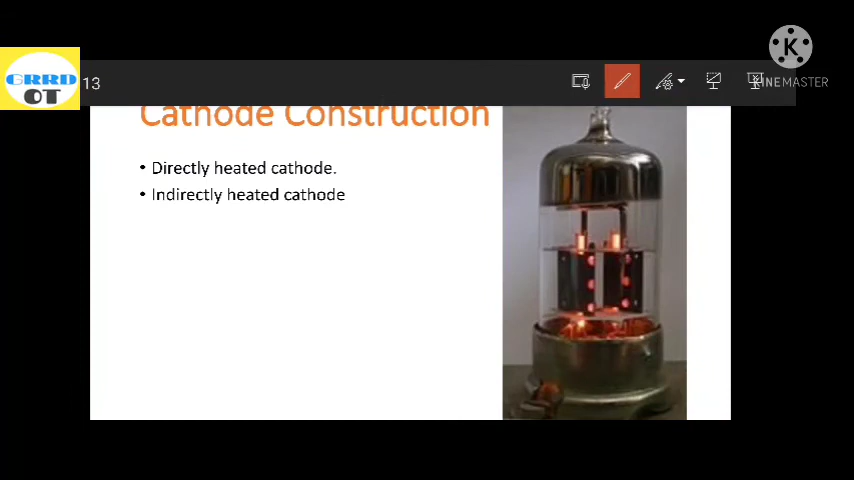 GRRD
OT
13
K
KINEMASTER
Cathode Construction
• Directly heated cathode.
• Indirectly heated cathode